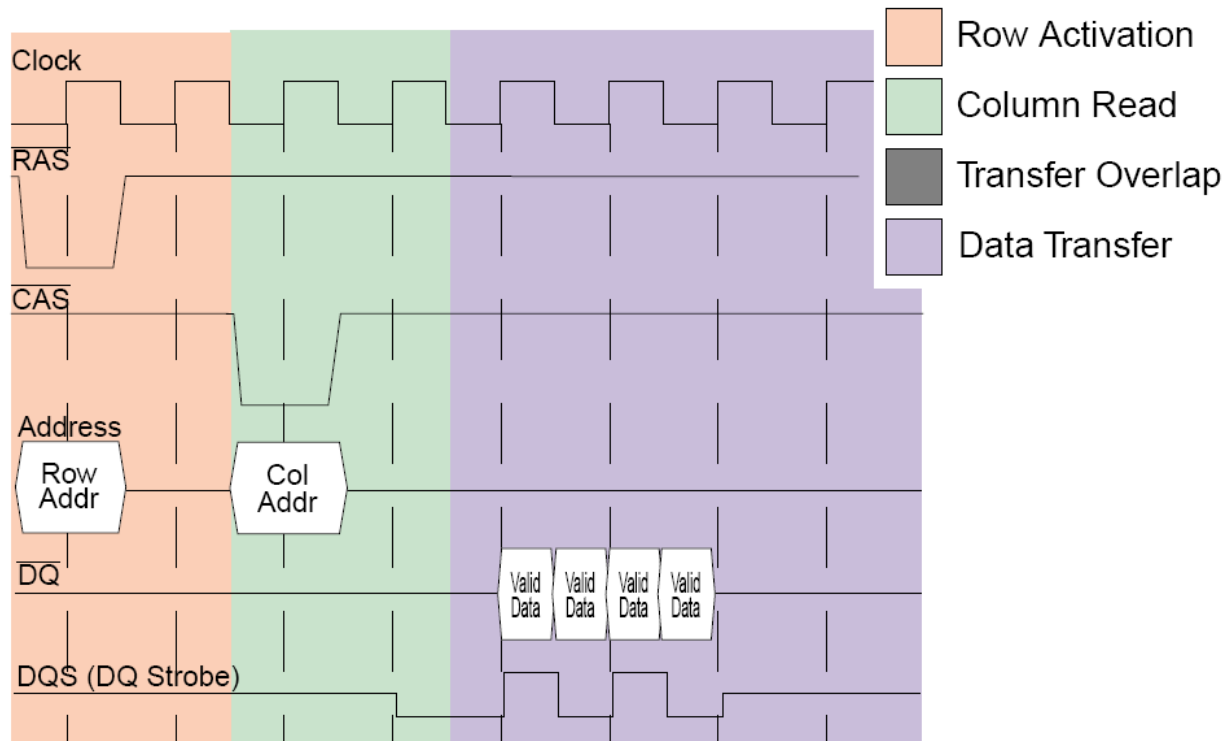 Clock
RAS
CAS
Address
Row
Addr
Col
Addr
DQ
Valid
Data
Valid
Data
Valid
Data
Valid
Data
DQS (DQ Strobe)
Row Activation
Column Read
Transfer Overlap
Data Transfer